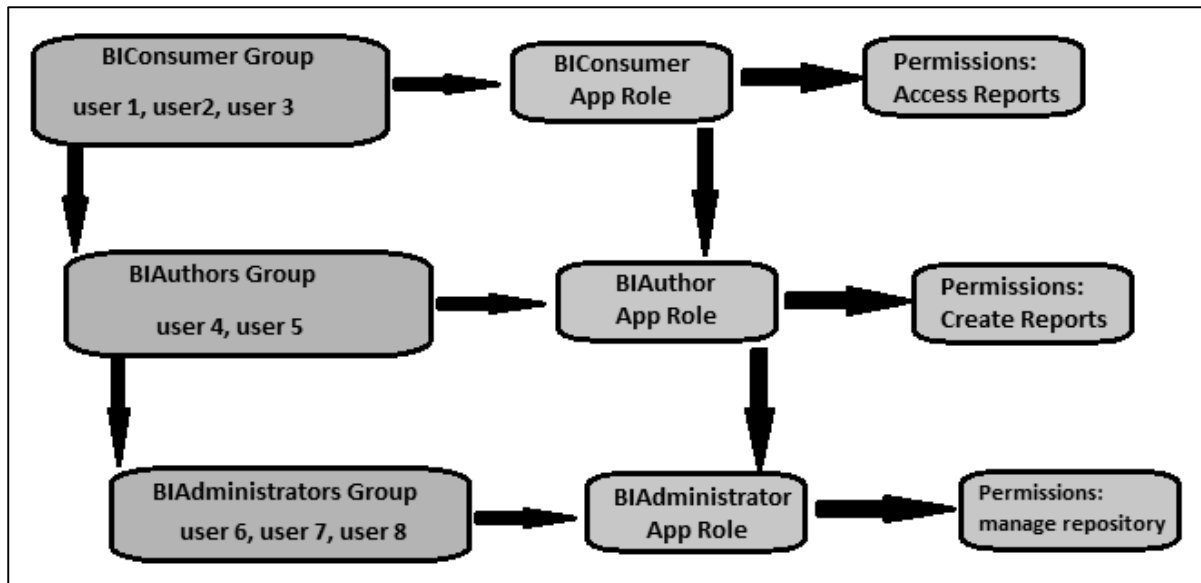 BIConsumer Group
user 1, user2, user 3
BIConsumer
App Role
Permissions:
Access Reports
BIAuthors Group
user 4, user 5
BIAuthor
App Role
Permissions:
Create Reports
BIAdministrators Group
user 6, user 7, user 8
BIAdministrator
App Role
Permissions:
manage repository